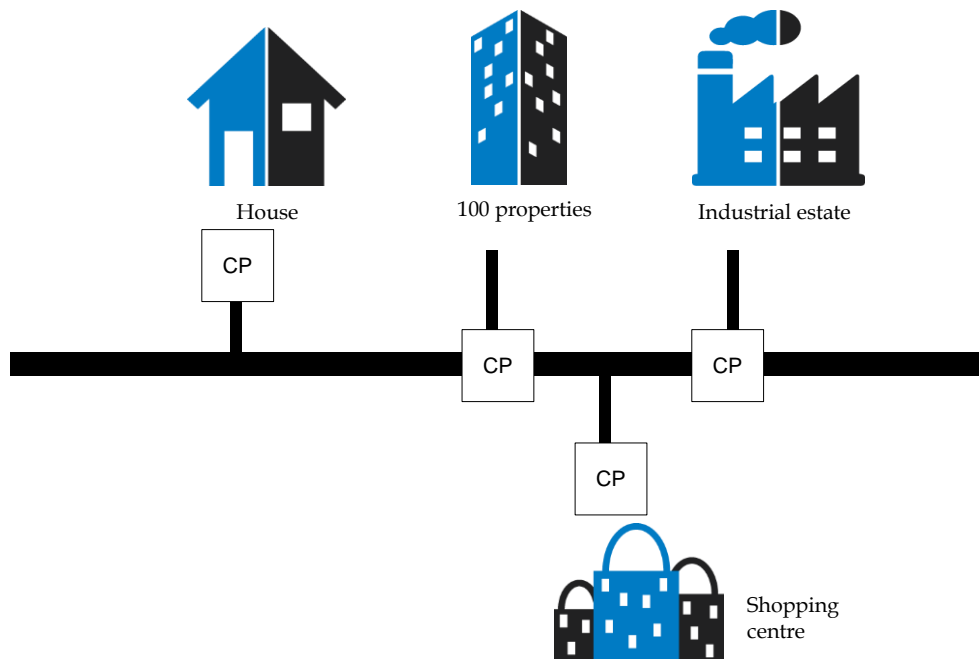 House
100 properties
Industrial estate
CP
CP
CP
CP
Shopping
centre